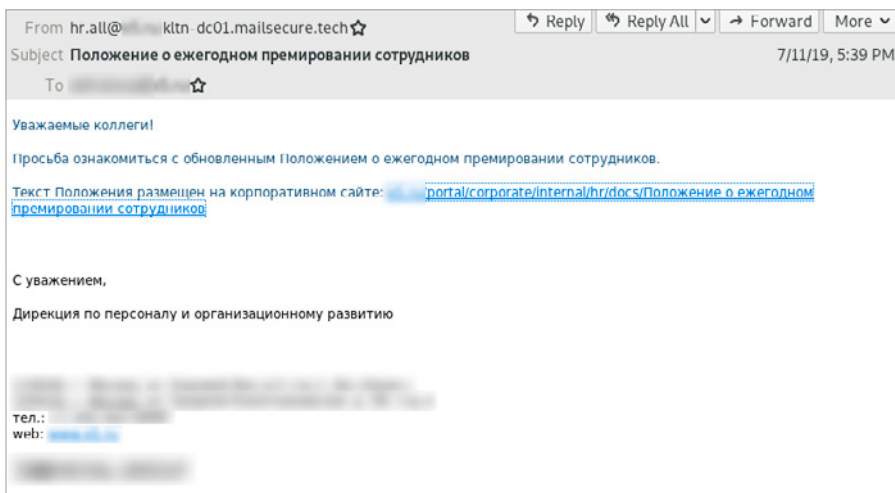 From hr.all@ kltn-dc01.mailsecure.tech
Reply Reply All Forward More
Subject Положение о ежегодном премировании сотрудников 7/11/19, 5:39 PM
To
Уважаемые коллеги!
Просьба ознакомиться с обновленным Положением о ежегодном премировании сотрудников.
Текст Положения размещен на корпоративном сайте: /portal/corporate/internal/hr/docs/Положение о ежегодном
премировании сотрудников
С уважением,
Дирекция по персоналу и организационному развитию
тел.:
web: